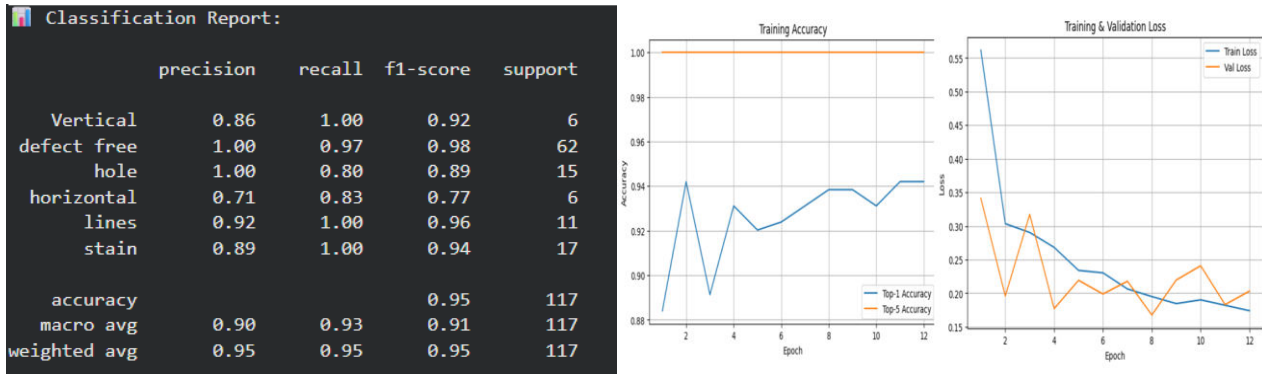 📊 Classification Report:
precision recall f1-score support
Vertical 0.86 1.00 0.92 6
defect free 1.00 0.97 0.98 62
hole 1.00 0.80 0.89 15
horizontal 0.71 0.83 0.77 6
lines 0.92 1.00 0.96 11
stain 0.89 1.00 0.94 17
accuracy 0.95 117
macro avg 0.90 0.93 0.91 117
weighted avg 0.95 0.95 0.95 117
Training Accuracy
1.00
0.98
0.96
0.94
0.92
0.90
0.88
Accuracy
2 4 6 8 10 12
Epoch
Top-1 Accuracy
Top-5 Accuracy
Training & Validation Loss
0.55
0.50
0.45
0.40
0.35
0.30
0.25
0.20
0.15
Loss
2 4 6 8 10 12
Epoch
Train Loss
Val Loss